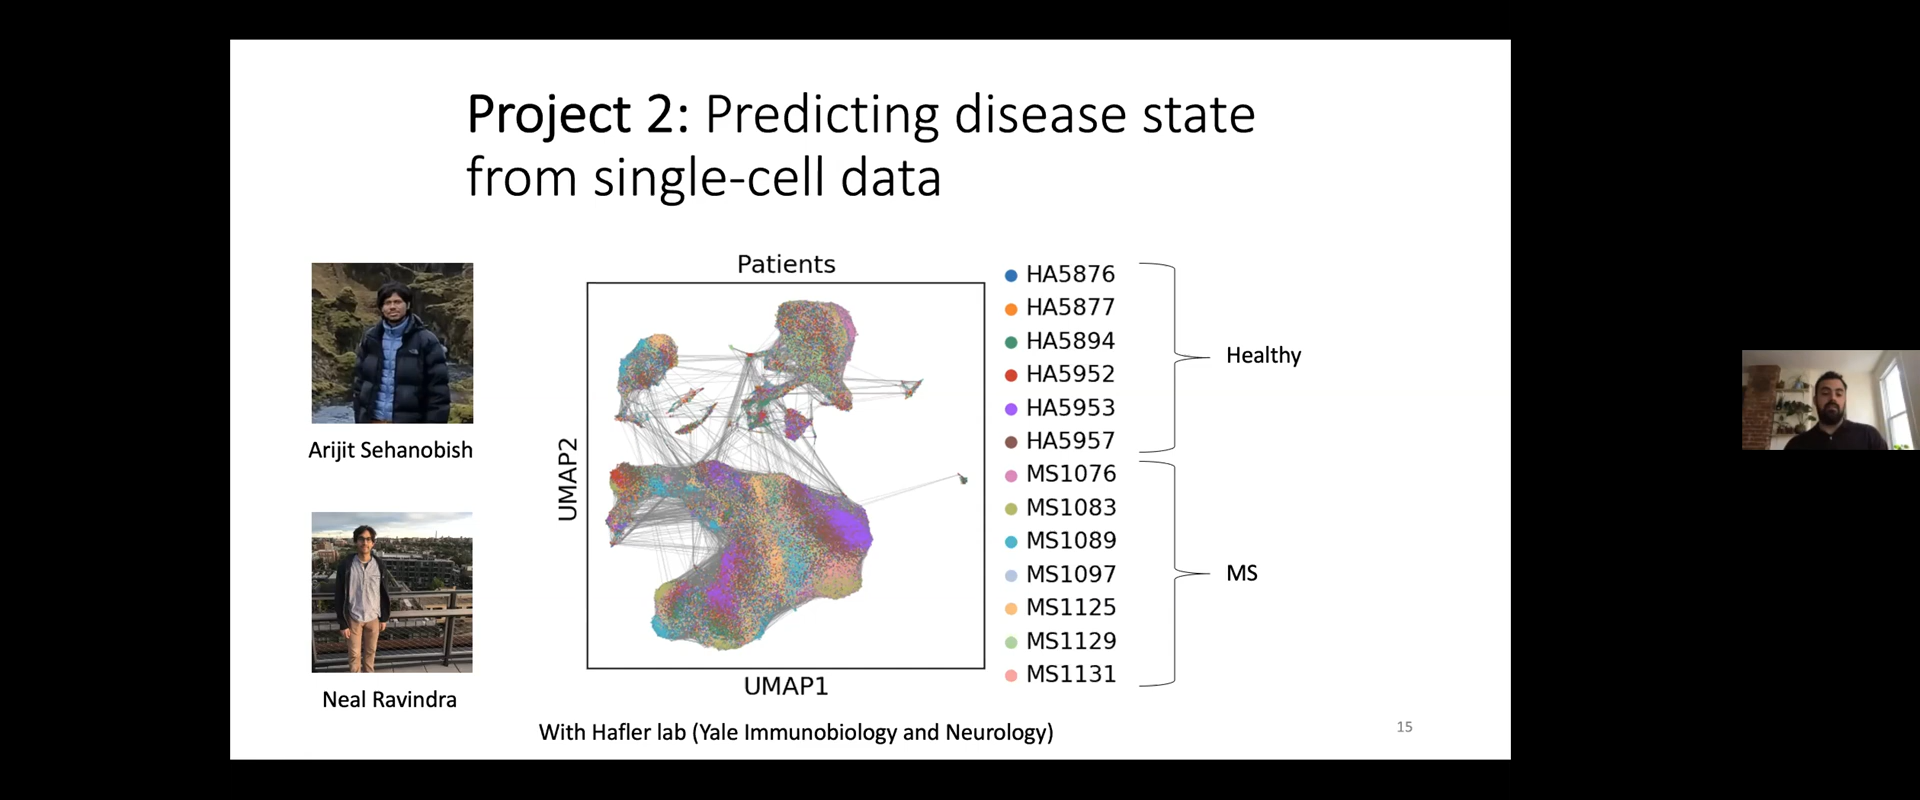 Project 2: Predicting disease state
from single-cell data
Arijit Sehanobish
Neal Ravindra
Patients
UMAP2
UMAP1
HA5876
HA5877
HA5894
HA5952
HA5953
HA5957
MS1076
MS1083
MS1089
MS1097
MS1125
MS1129
MS1131
Healthy
MS
With Hafler lab (Yale Immunobiology and Neurology)
15